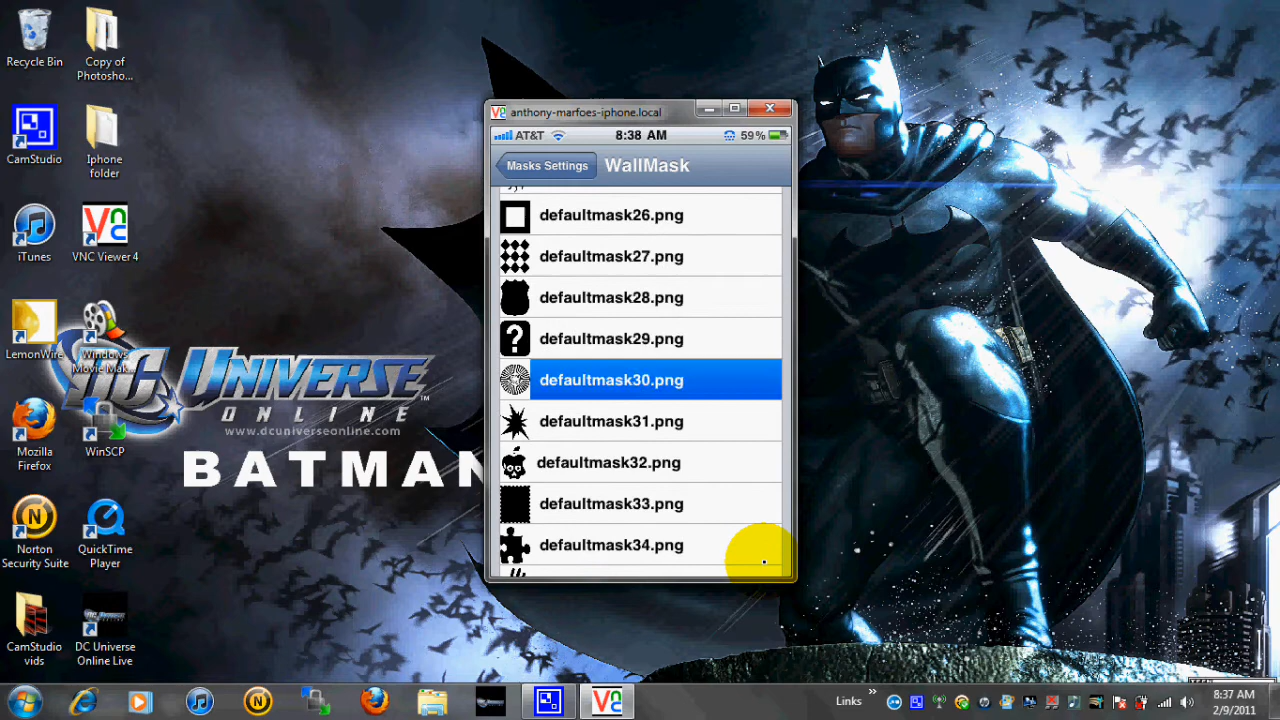 Recycle Bin
Copy of
Photosho...
CamStudio
Iphone
folder
iTunes
VNC Viewer 4
LemonWire
Windows
Movie Mak...
Mozilla
Firefox
WinSCP
Norton
Security Suite
QuickTime
Player
CamStudio
vids
DC Universe
Online Live
DC UNIVERSE
ONLINE
TM
www.dcuniverseonline.com
BATMAN
anthony-marfoes-iphone.local
AT&T
8:38 AM
59%
Masks Settings
WallMask
defaultmask26.png
defaultmask27.png
defaultmask28.png
defaultmask29.png
defaultmask30.png
defaultmask31.png
defaultmask32.png
defaultmask33.png
defaultmask34.png
Links
8:37 AM
2/9/2011